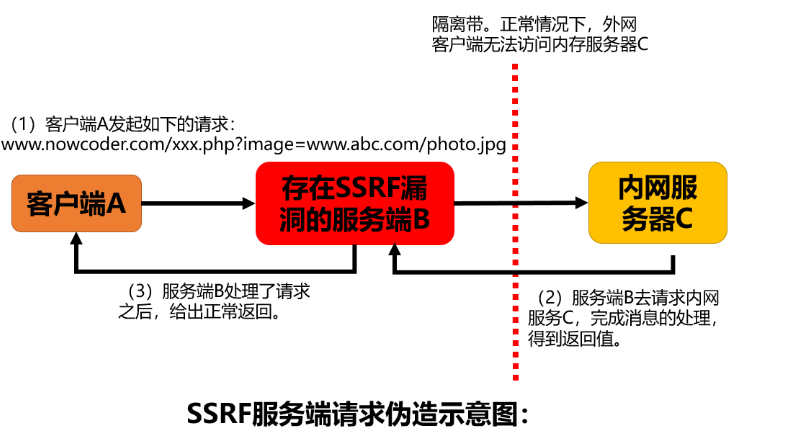 隔离带。正常情况下，外网
客户端无法访问内存服务器C
（1）客户端A发起如下的请求：
www.nowcoder.com/xxx.php?image=www.abc.com/photo.jpg
客户端A
存在SSRF漏
洞的服务端B
内网服
务器C
（3）服务端B处理了请求
之后，给出正常返回。
（2）服务端B去请求内网
服务C，完成消息的处理，
得到返回值。
SSRF服务端请求伪造示意图：